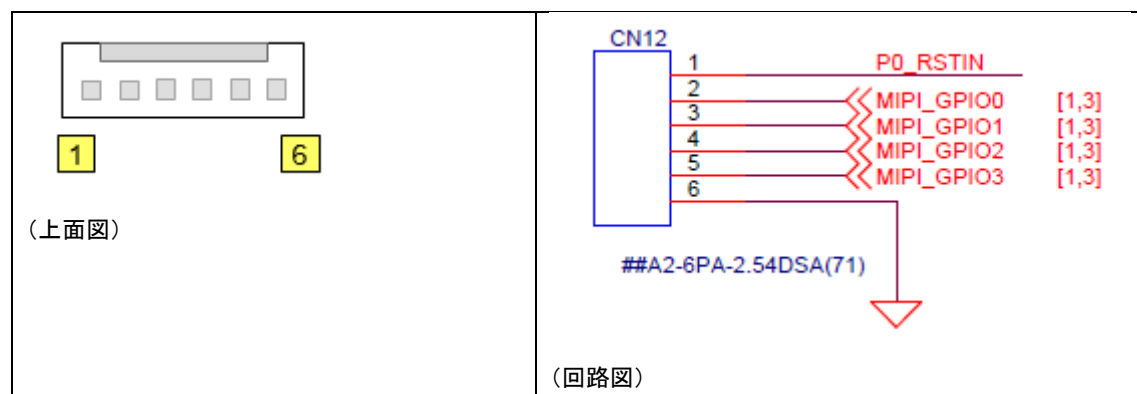 1
6
（上面図）
CN12
1 P0_RSTIN
2 MIPI_GPIO0 [1,3]
3 MIPI_GPIO1 [1,3]
4 MIPI_GPIO2 [1,3]
5 MIPI_GPIO3 [1,3]
6
##A2-6PA-2.54DSA(71)
（回路図）